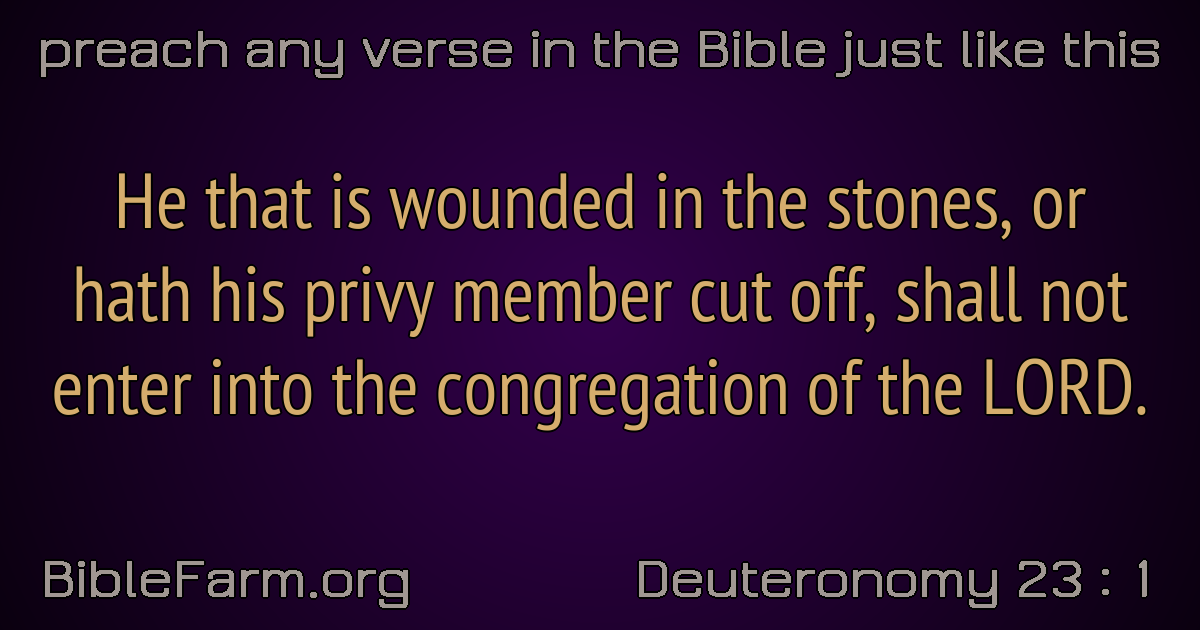 preach any verse in the Bible just like this
He that is wounded in the stones, or
hath his privy member cut off, shall not
enter into the congregation of the LORD.
BibleFarm.org
Deuteronomy 23 : 1